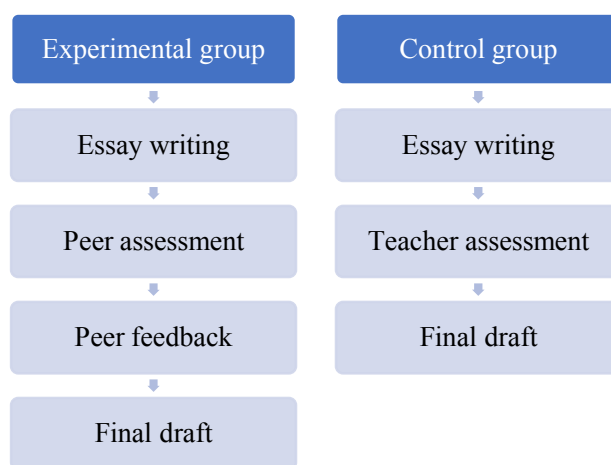 Experimental group
Essay writing
Peer assessment
Peer feedback
Final draft
Control group
Essay writing
Teacher assessment
Final draft